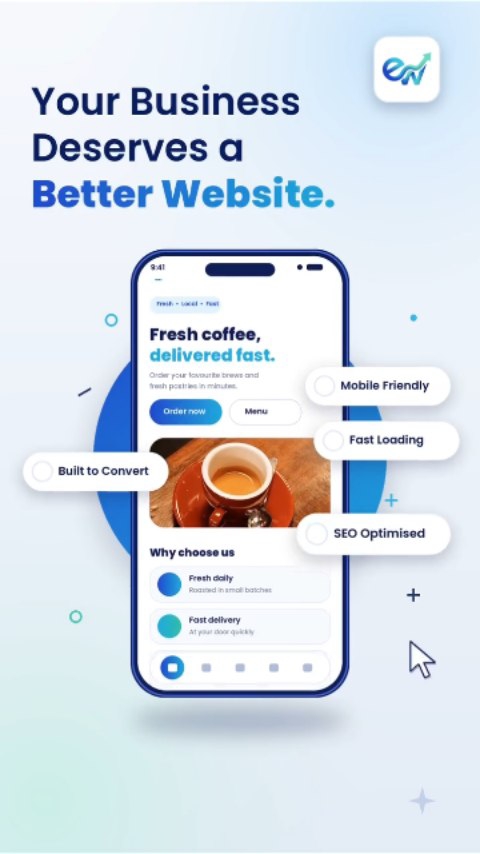 Your Business
Deserves a
Better Website.
9:41
Fresh • Local • Fast
Fresh coffee,
delivered fast.
Order your favourite brews and
fresh pastries in minutes.
Order now
Menu
Mobile Friendly
Fast Loading
Built to Convert
SEO Optimised
Why choose us
Fresh daily
Roasted in small batches
Fast delivery
At your door quickly